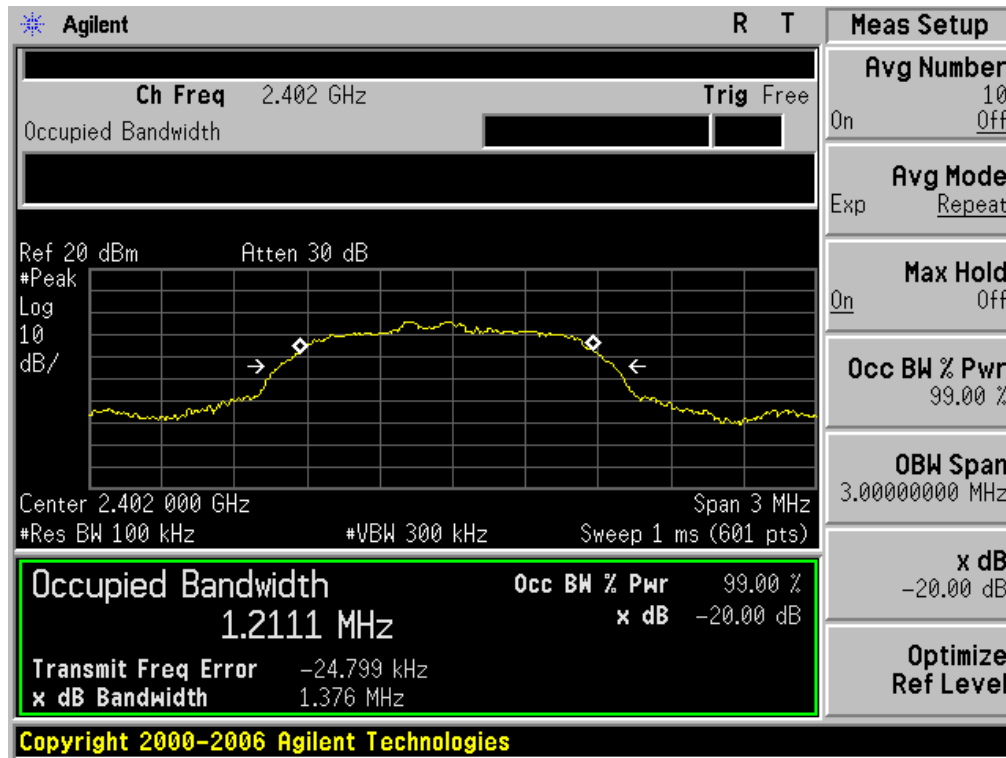 Agilent R T
Ch Freq 2.402 GHz Trig Free
Occupied Bandwidth
Ref 20 dBm Atten 30 dB
#Peak
Log
10
dB/
Center 2.402 000 GHz Span 3 MHz
#Res BW 100 kHz #VBW 300 kHz Sweep 1 ms (601 pts)
Occupied Bandwidth Occ BW % Pwr 99.00 %
1.2111 MHz x dB -20.00 dB
Transmit Freq Error -24.799 kHz
x dB Bandwidth 1.376 MHz
Copyright 2000-2006 Agilent Technologies
Meas Setup
Avg Number
10
On Off
Avg Mode
Exp Repeat
Max Hold
On Off
Occ BW % Pwr
99.00 %
OBW Span
3.00000000 MHz
x dB
-20.00 dB
Optimize
Ref Level